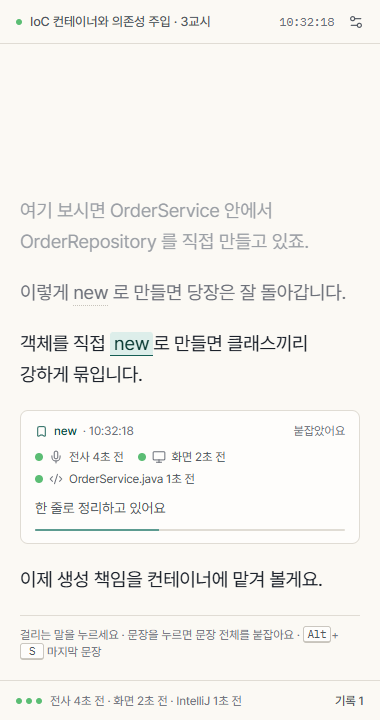 IoC 컨테이너와 의존성 주입 · 3교시 10:32:18
여기 보시면 OrderService 안에서
OrderRepository 를 직접 만들고 있죠.
이렇게 new 로 만들면 당장은 잘 돌아갑니다.
객체를 직접 new 로 만들면 클래스끼리
강하게 묶입니다.
new · 10:32:18 붙잡았어요
전사 4초 전 화면 2초 전
OrderService.java 1초 전
한 줄로 정리하고 있어요
이제 생성 책임을 컨테이너에 맡겨 볼게요.
걸리는 말을 누르세요 · 문장을 누르면 문장 전체를 붙잡아요 · Alt +
S 마지막 문장
전사 4초 전 · 화면 2초 전 · IntelliJ 1초 전 기록 1